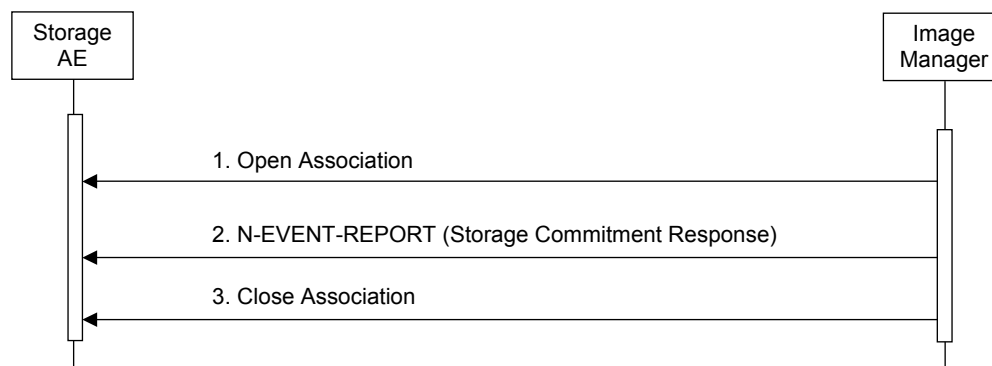 Storage
AE
Image
Manager
1. Open Association
2. N-EVENT-REPORT (Storage Commitment Response)
3. Close Association